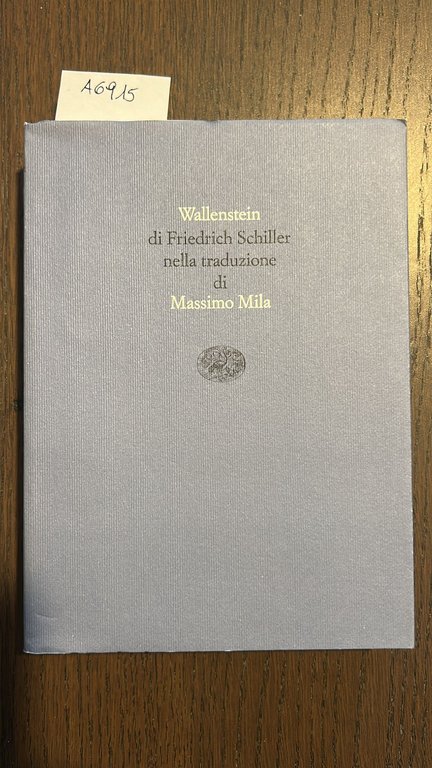 A6915
Wallenstein
di Friedrich Schiller
nella traduzione
di
Massimo Mila